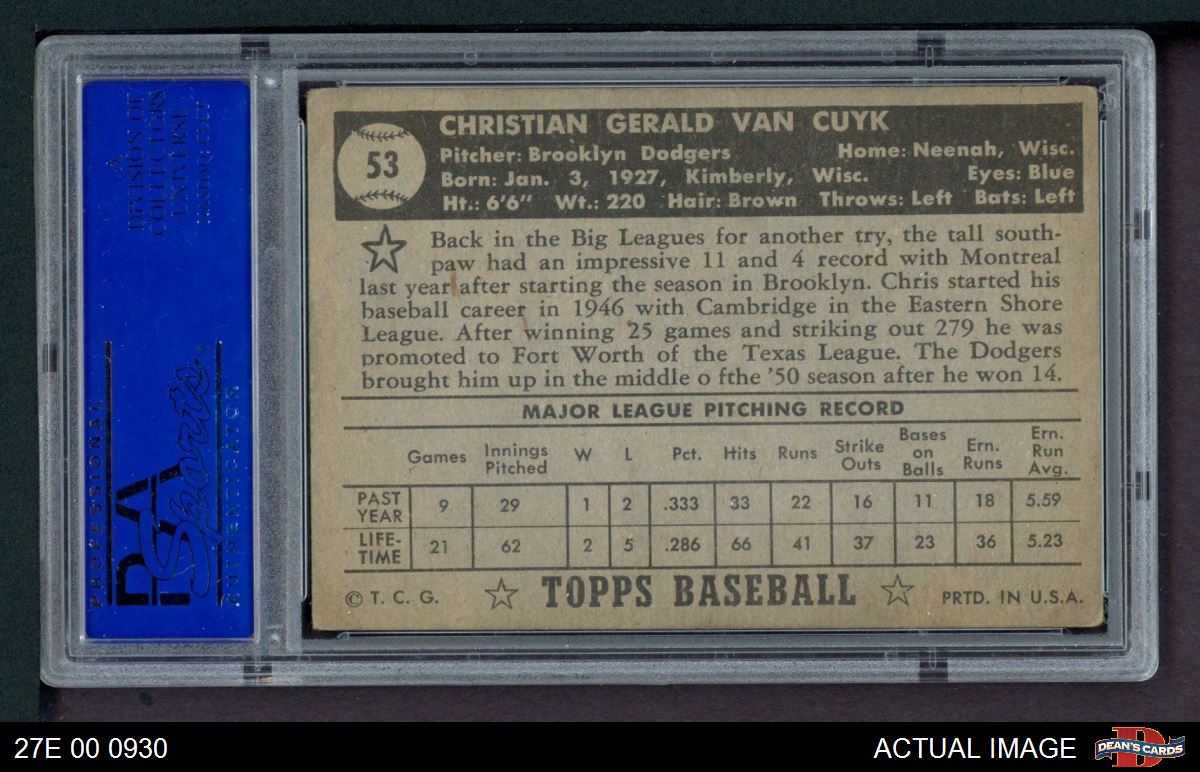 A
DIVISION OF
COLLECTORS
UNIVERSE
PROFESSIONAL
PSA
Sports
AUTHENTICATOR
53
CHRISTIAN GERALD VAN CUYK
Pitcher: Brooklyn Dodgers Home: Neenah, Wisc.
Born: Jan. 3, 1927, Kimberly, Wisc. Eyes: Blue
Ht.: 6'6" Wt.: 220 Hair: Brown Throws: Left Bats: Left
Back in the Big Leagues for another try, the tall south-
paw had an impressive 11 and 4 record with Montreal
last year after starting the season in Brooklyn. Chris started his
baseball career in 1946 with Cambridge in the Eastern Shore
League. After winning 25 games and striking out 279 he was
promoted to Fort Worth of the Texas League. The Dodgers
brought him up in the middle o fthe '50 season after he won 14.
MAJOR LEAGUE PITCHING RECORD
Games Innings Pitched W L Pct. Hits Runs Strike Outs Bases on Balls Ern. Runs Ern. Run Avg.
PAST YEAR 9 29 1 2 .333 33 22 16 11 18 5.59
LIFE-TIME 21 62 2 5 .286 66 41 37 23 36 5.23
© T. C. G. TOPPS BASEBALL PRTD. IN U.S.A.
27E 00 0930 ACTUAL IMAGE D DEAN'S CARDS